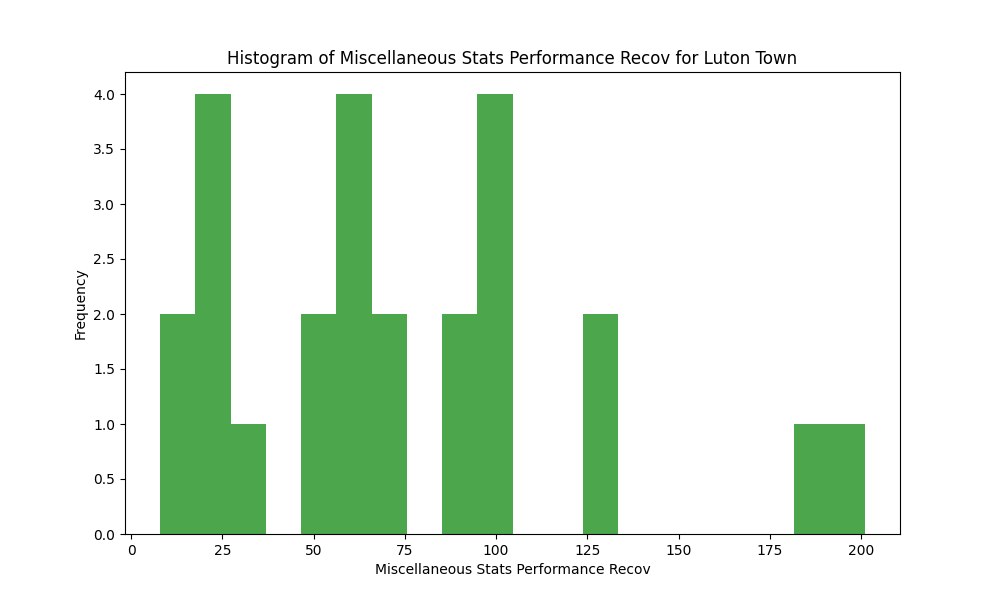 Histogram of Miscellaneous Stats Performance Recov for Luton Town
4.0
3.5
3.0
2.5
2.0
1.5
1.0
0.5
0.0
Frequency
0 25 50 75 100 125 150 175 200
Miscellaneous Stats Performance Recov